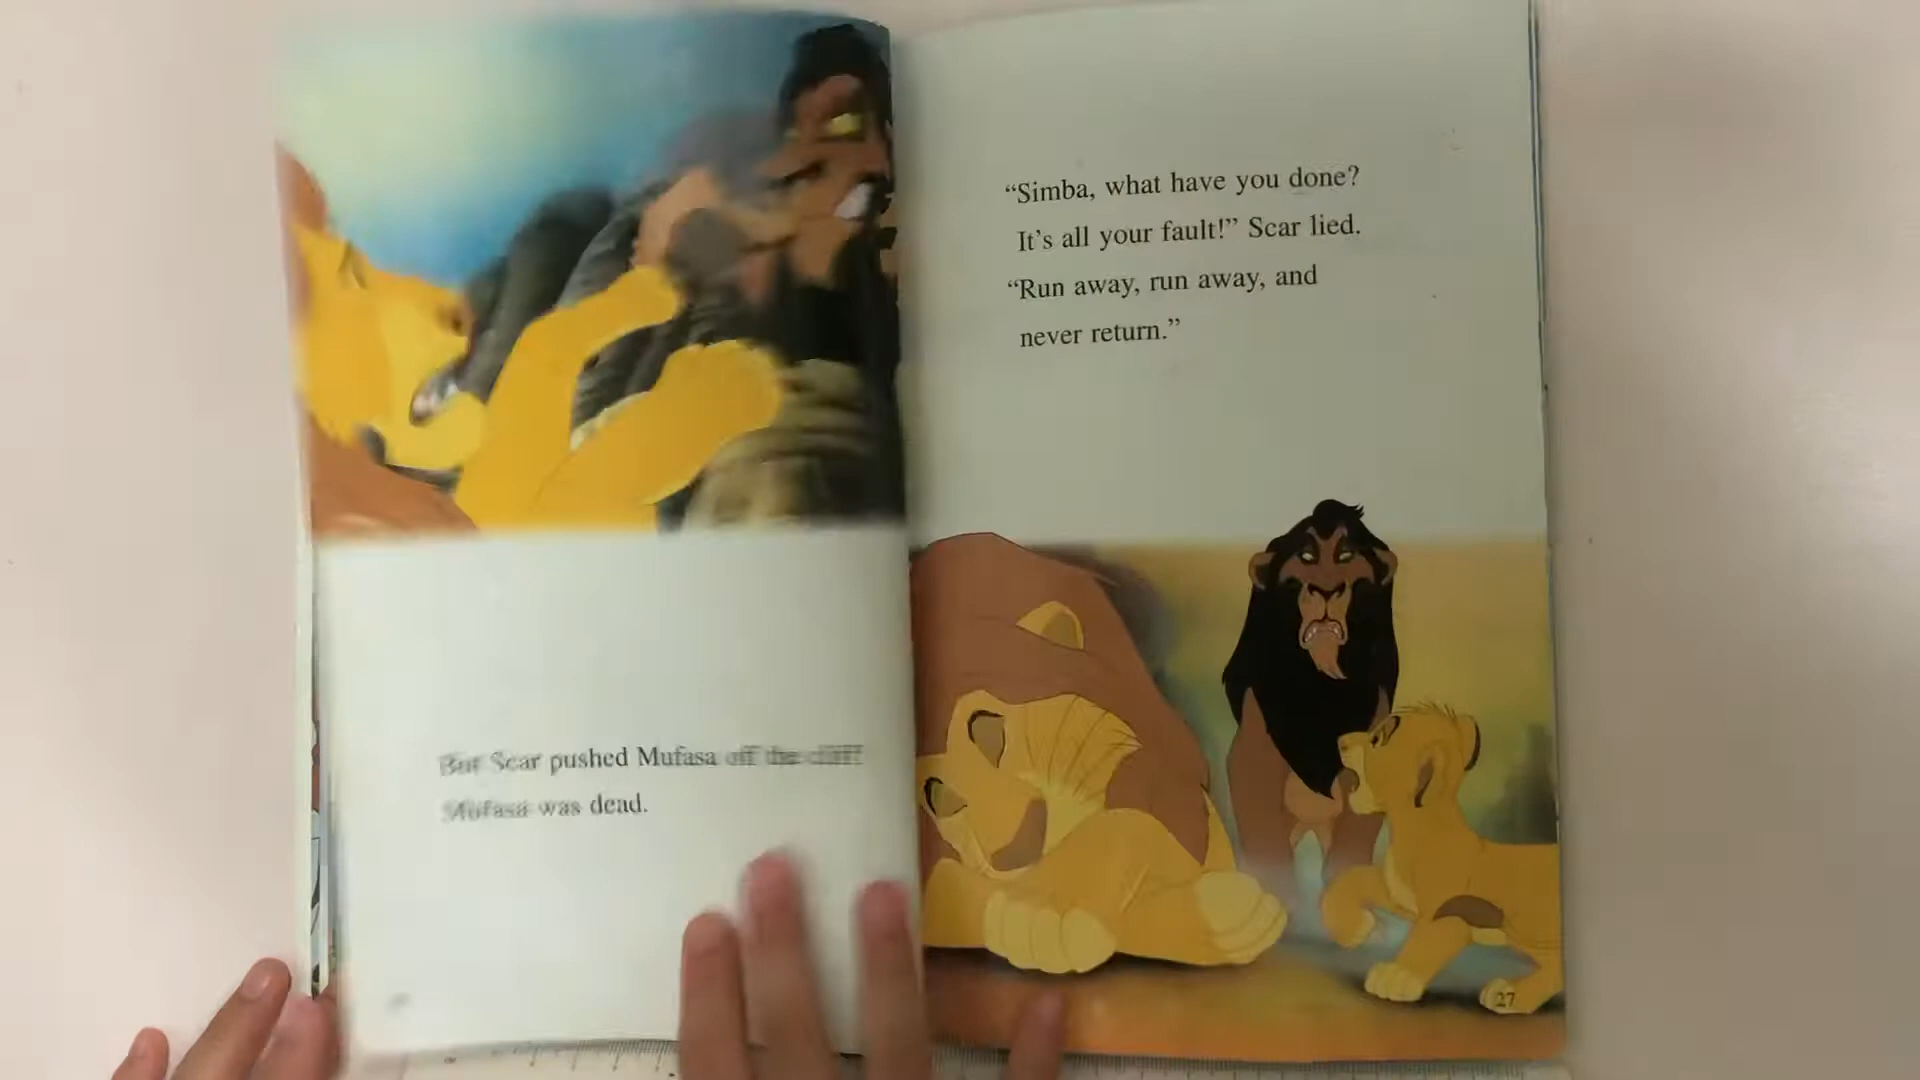 But Scar pushed Mufasa off the cliff.
Mufasa was dead.
“Simba, what have you done?
It’s all your fault!” Scar lied.
“Run away, run away, and
never return.”
27